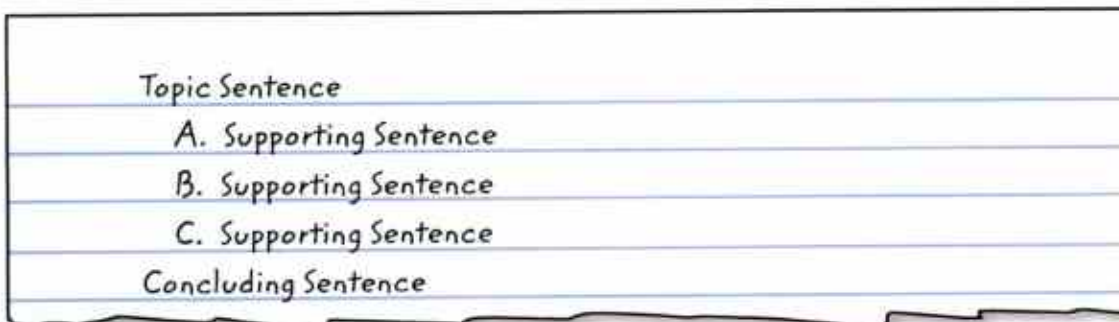 Topic Sentence
A. Supporting Sentence
B. Supporting Sentence
C. Supporting Sentence
Concluding Sentence